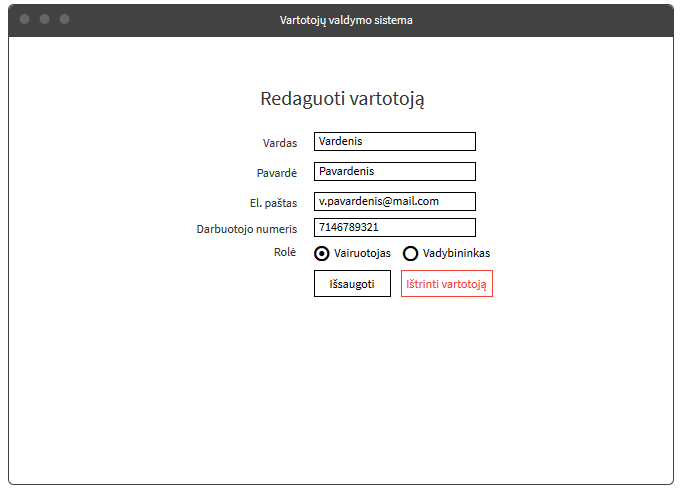 Vartotojų valdymo sistema
Redaguoti vartotoją
Vardas Vardenis
Pavardė Pavardenis
El. paštas v.pavardenis@mail.com
Darbuotojo numeris 7146789321
Rolė Vairuotojas Vadybininkas
Išsaugoti Ištrinti vartotoją